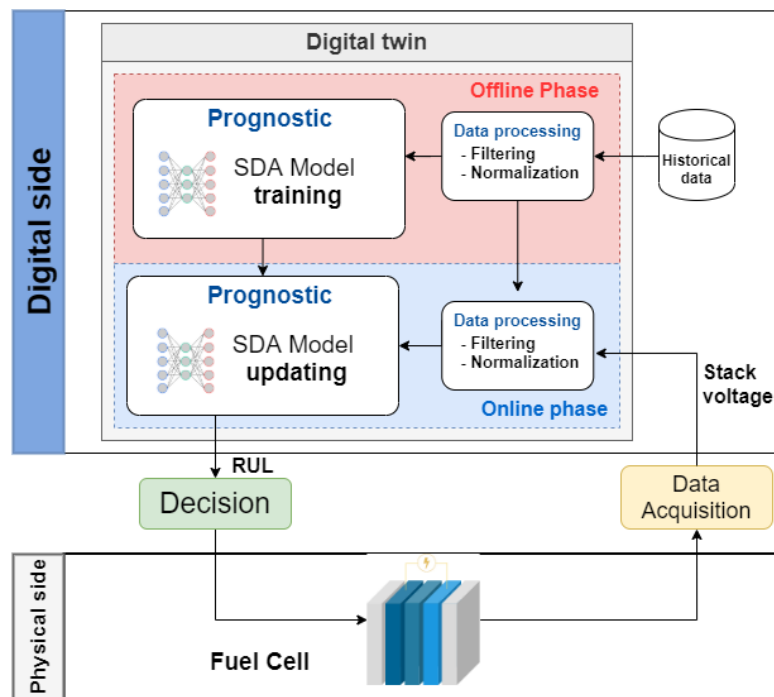 Digital twin
Offline Phase
Prognostic
SDA Model
training
Data processing
- Filtering
- Normalization
Historical
data
Digital side
Prognostic
SDA Model
updating
Data processing
- Filtering
- Normalization
Online phase
Stack
voltage
RUL
Decision
Data
Acquisition
Physical side
Fuel Cell